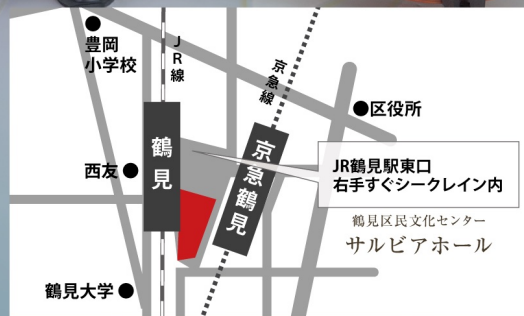 豊岡
小学校
JR線
京急線
区役所
鶴見
京急鶴見
西友
JR鶴見駅東口
右手すぐシークレイン内
鶴見区民文化センター
サルビアホール
鶴見大学